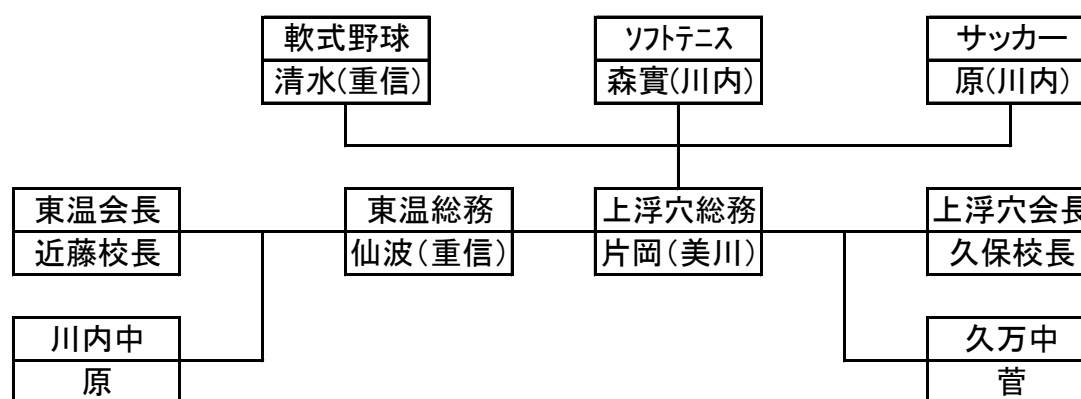 軟式野球
清水(重信)
ソフトテニス
森實(川内)
サッカー
原(川内)
東温会長
近藤校長
東温総務
仙波(重信)
上浮穴総務
片岡(美川)
上浮穴会長
久保校長
川内中
原
久万中
菅